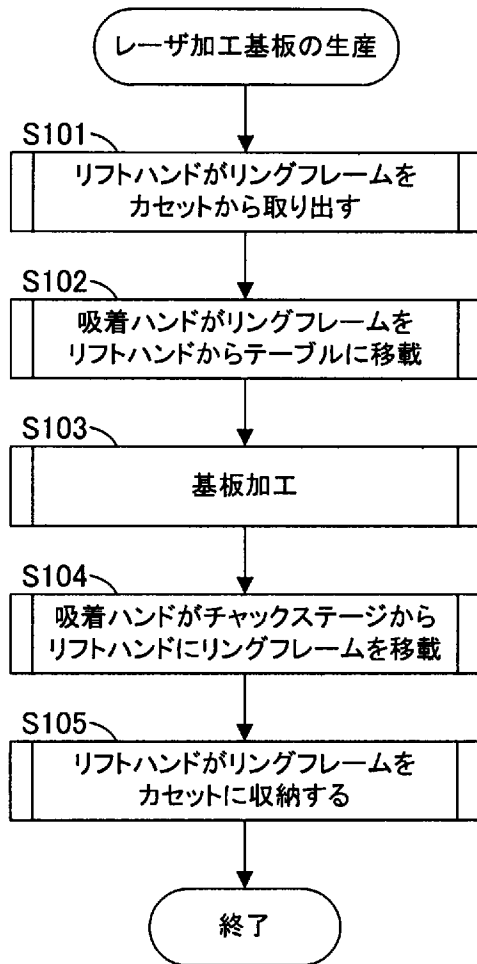 レーザ加工基板の生産
S101
リフトハンドがリングフレームを
カセットから取り出す
S102
吸着ハンドがリングフレームを
リフトハンドからテーブルに移載
S103
基板加工
S104
吸着ハンドがチャックステージから
リフトハンドにリングフレームを移載
S105
リフトハンドがリングフレームを
カセットに収納する
終了